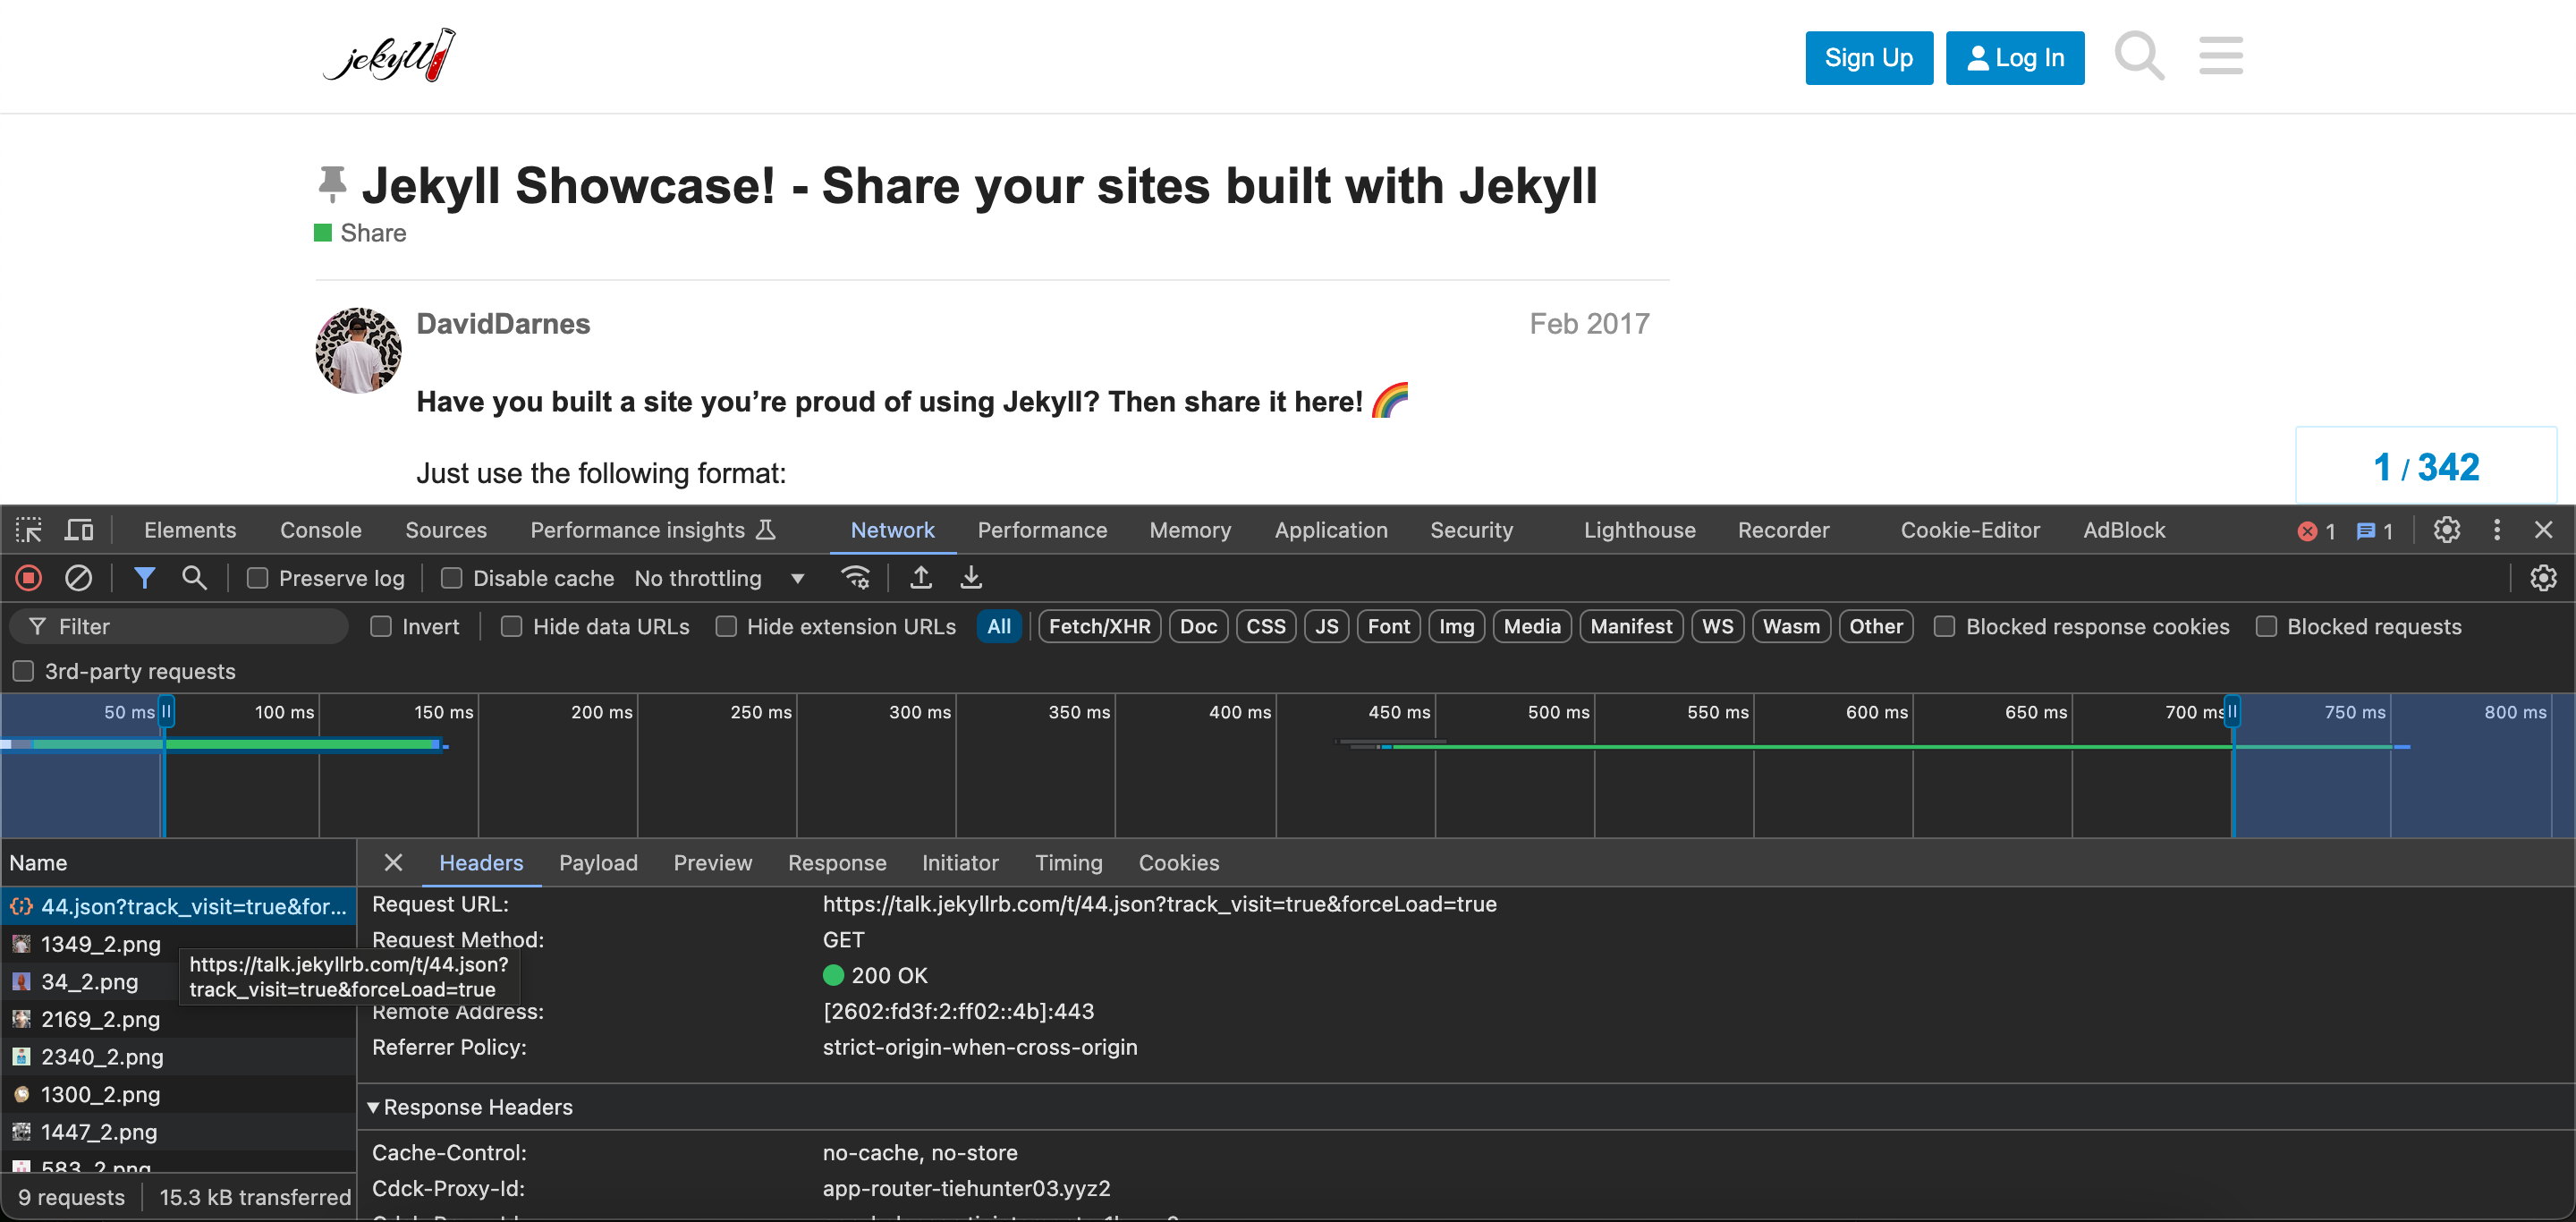 jekyll
Sign Up
Log In
Jekyll Showcase! - Share your sites built with Jekyll
Share
DavidDarnes
Feb 2017
Have you built a site you’re proud of using Jekyll? Then share it here!
Just use the following format:
1 / 342
Elements Console Sources Performance insights Network Performance Memory Application Security Lighthouse Recorder Cookie-Editor AdBlock 1 1
Preserve log Disable cache No throttling
Filter Invert Hide data URLs Hide extension URLs All Fetch/XHR Doc CSS JS Font Img Media Manifest WS Wasm Other Blocked response cookies Blocked requests
3rd-party requests
50 ms 100 ms 150 ms 200 ms 250 ms 300 ms 350 ms 400 ms 450 ms 500 ms 550 ms 600 ms 650 ms 700 ms 750 ms 800 ms
Name
Headers Payload Preview Response Initiator Timing Cookies
44.json?track_visit=true&for...
1349_2.png
34_2.png
2169_2.png
2340_2.png
1300_2.png
1447_2.png
583_2.png
9 requests 15.3 kB transferred
https://talk.jekyllrb.com/t/44.json?
track_visit=true&forceLoad=true
Request URL: https://talk.jekyllrb.com/t/44.json?track_visit=true&forceLoad=true
Request Method: GET
200 OK
Remote Address: [2602:fd3f:2:ff02::4b]:443
Referrer Policy: strict-origin-when-cross-origin
Response Headers
Cache-Control: no-cache, no-store
Cdck-Proxy-Id: app-router-tiehunter03.yyz2